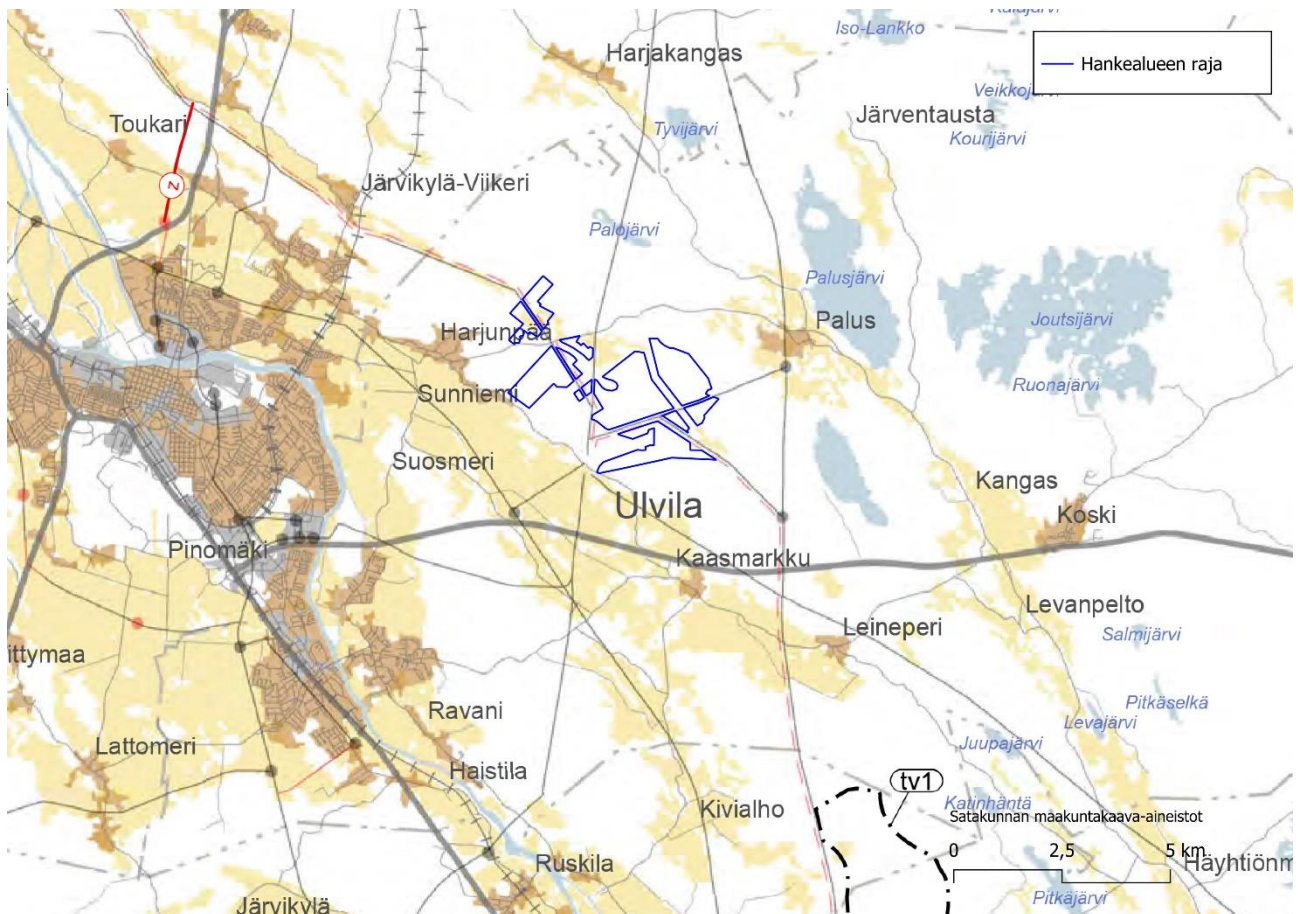 Iso-Lankko
Harjakangas
Hankealueen raja
Veikkojärvi
Järventausta
Kourijärvi
Tyvijärvi
Toukari
Z
Järvikylä-Viikeri
Palojärvi
Palusjärvi
Palus
Joutsijärvi
Harjunpää
Ruonajärvi
Sunniemi
Suosmeri
Kangas
Ulvila
Koski
Pinomäki
Kaasmarkku
Levanpelto
Leineperi
Salmijärvi
ittymaa
Ravani
Pitkäselkä
Levajärvi
Lattomeri
Juupajärvi
Haistila
tv1
Katinhäntä
Kivialho
Satakunnan maakuntakaava-aineistot
0 2,5 5 km
Ruskila
Häyhtiönm
Pitkäjärvi
Järvikylä